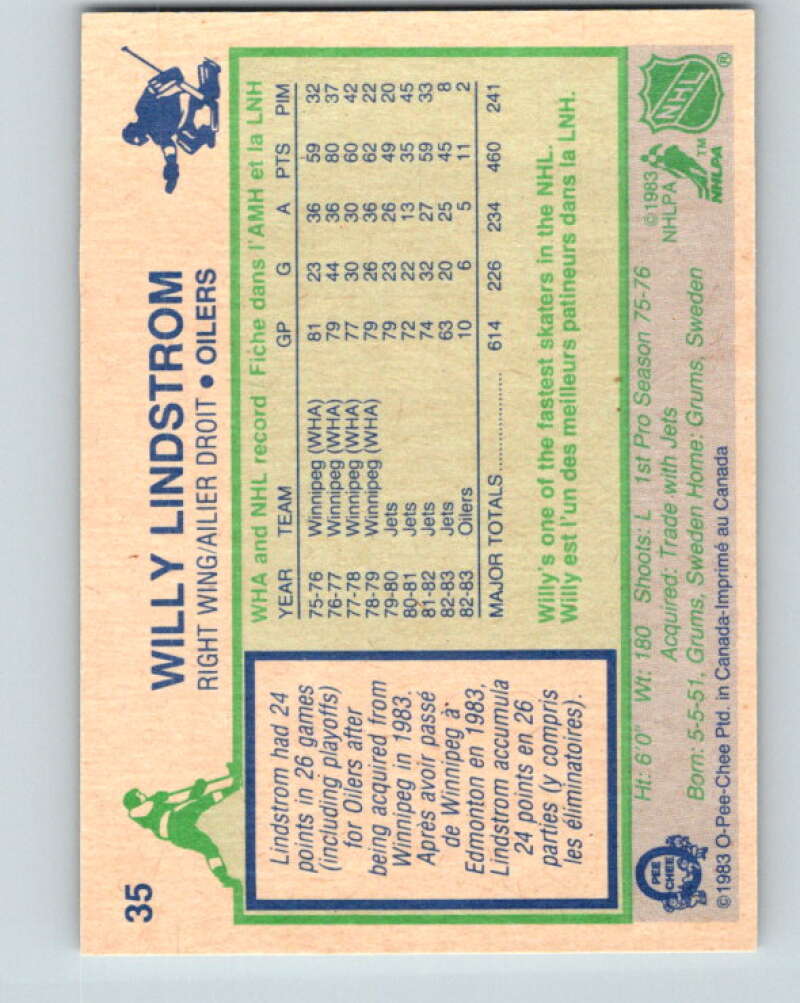 35
WILLY LINDSTROM
RIGHT WING/AILIER DROIT • OILERS
Lindstrom had 24
points in 26 games
(including playoffs)
for Oilers after
being acquired from
Winnipeg in 1983.
Après avoir passé
de Winnipeg à
Edmonton en 1983,
Lindstrom accumula
24 points en 26
parties (y compris
les éliminatoires).
WHA and NHL record / Fiche dans l'AMH et la LNH
YEAR TEAM GP G A PTS PIM
75-76 Winnipeg (WHA) 81 23 36 59 32
76-77 Winnipeg (WHA) 79 44 36 80 37
77-78 Winnipeg (WHA) 77 30 30 60 42
78-79 Winnipeg (WHA) 79 26 36 62 22
79-80 Jets 79 23 26 49 20
80-81 Jets 72 22 13 35 45
81-82 Jets 74 32 27 59 33
82-83 Jets 63 20 25 45 8
82-83 Oilers 10 6 5 11 2
MAJOR TOTALS .................. 614 226 234 460 241
Willy's one of the fastest skaters in the NHL.
Willy est l'un des meilleurs patineurs dans la LNH.
Ht: 6'0" Wt: 180 Shoots: L 1st Pro Season 75-76
Acquired: Trade with Jets
Born: 5-5-51, Grums, Sweden Home: Grums, Sweden
©1983 O-Pee-Chee Ptd. in Canada-Imprimé au Canada
O
PEE
CHEE
©1983
NHLPA
TM
NHLPA
NHL
®